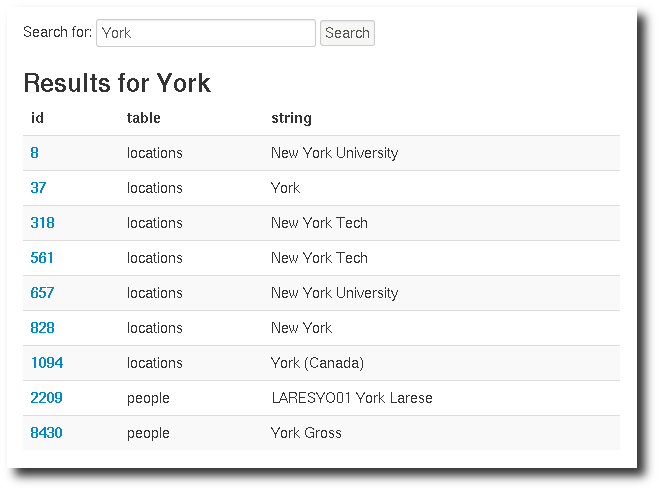 Search for: York Search
Results for York
id table string
8 locations New York University
37 locations York
318 locations New York Tech
561 locations New York Tech
657 locations New York University
828 locations New York
1094 locations York (Canada)
2209 people LARESYO01 York Larese
8430 people York Gross